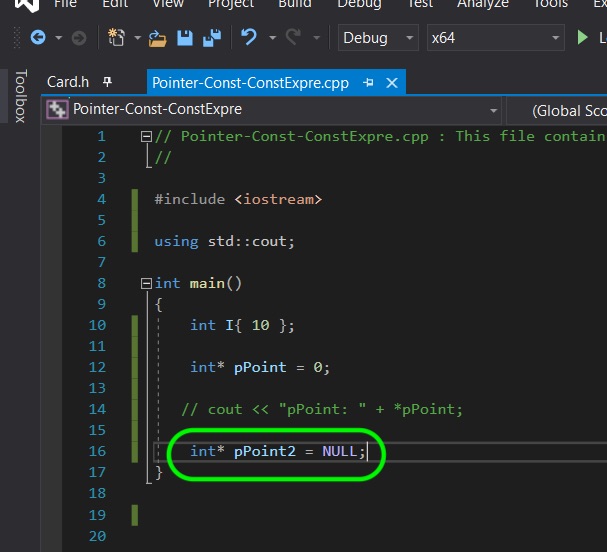 File Edit View Project Build Debug Test Analyze Tools Ex
Debug x64 L
Toolbox
Card.h Pointer-Const-ConstExpre.cpp
Pointer-Const-ConstExpre (Global Sco
1 // Pointer-Const-ConstExpre.cpp : This file contain
2 //
3
4 #include <iostream>
5
6 using std::cout;
7
8 int main()
9 {
10 int I{ 10 };
11
12 int* pPoint = 0;
13
14 // cout << "pPoint: " + *pPoint;
15
16 int* pPoint2 = NULL;
17 }
18
19
20